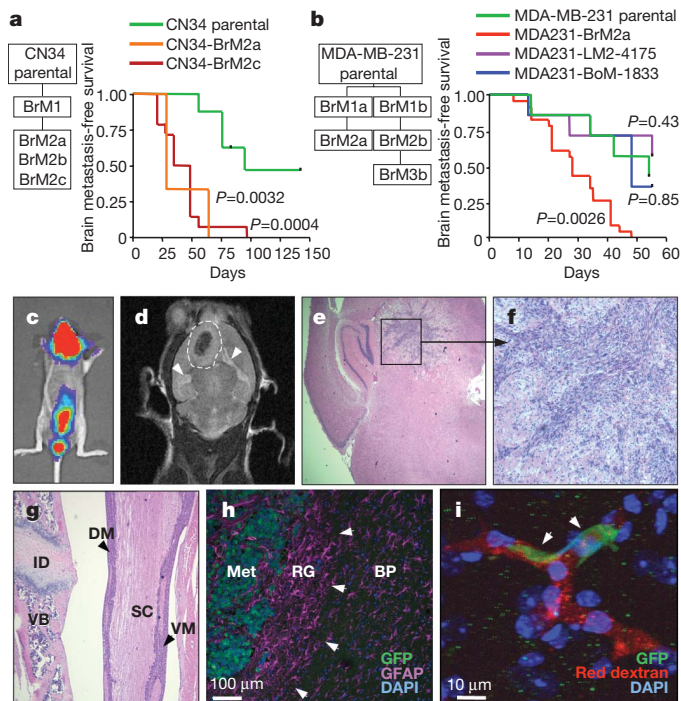 a
CN34
parental
BrM1
BrM2a
BrM2b
BrM2c
CN34 parental
CN34-BrM2a
CN34-BrM2c
Brain metastasis-free survival
1.00
0.75
0.50
0.25
0
P=0.0032
P=0.0004
0 25 50 75 100 125 150
Days
b
MDA-MB-231
parental
BrM1a BrM1b
BrM2a BrM2b
BrM3b
MDA-MB-231 parental
MDA231-BrM2a
MDA231-LM2-4175
MDA231-BoM-1833
Brain metastasis-free survival
1.00
0.75
0.50
0.25
0
P=0.43
P=0.85
P=0.0026
0 10 20 30 40 50 60
Days
c
d
e
f
g
DM
ID
VB
SC
VM
h
Met RG BP
GFP
GFAP
DAPI
100 μm
i
GFP
Red dextran
DAPI
10 μm